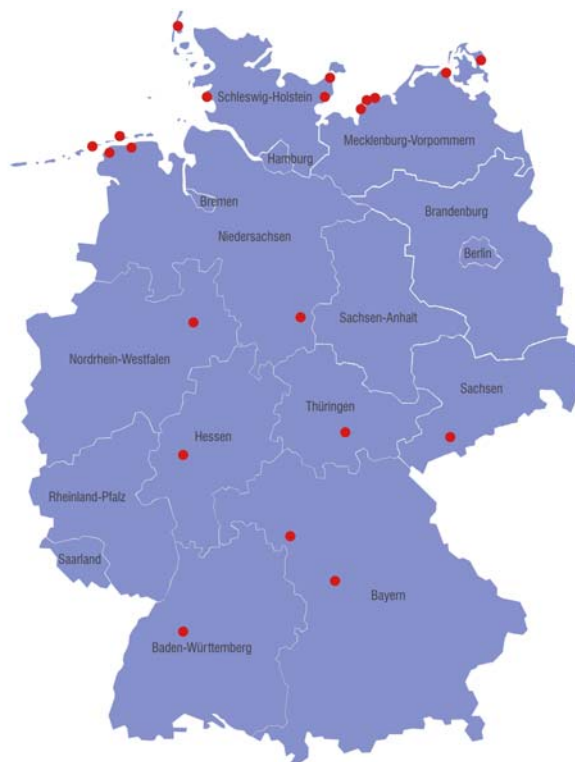 Schleswig-Holstein
Mecklenburg-Vorpommern
Hamburg
Bremen
Brandenburg
Niedersachsen
Berlin
Sachsen-Anhalt
Nordrhein-Westfalen
Sachsen
Thüringen
Hessen
Rheinland-Pfalz
Saarland
Bayern
Baden-Württemberg